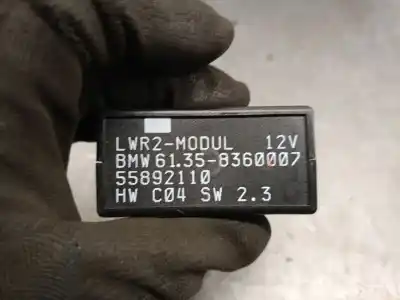 LWR2-MODUL 12V
BMW 61.35-8360007
55892110
HW C04 SW 2.3